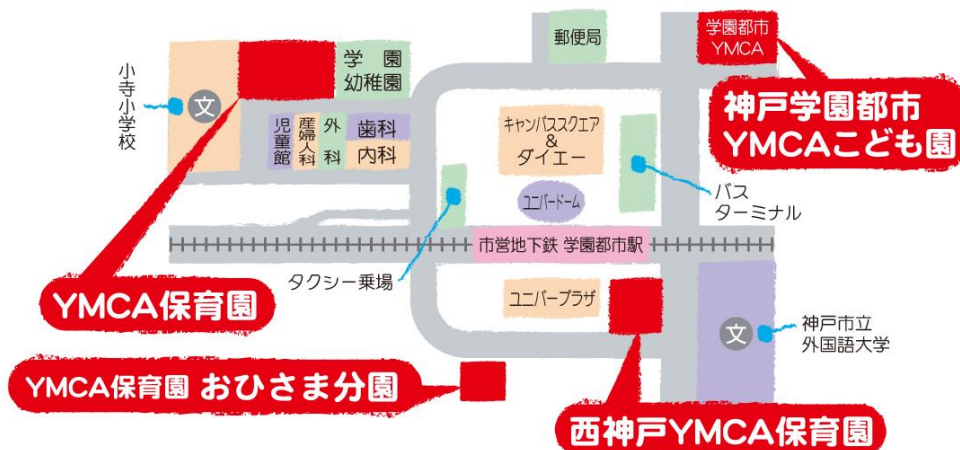 学園都市
YMCA
郵便局
神戸学園都市
YMCAこども園
小寺小学校
文
学園
幼稚園
児童館
産婦人科
外科
歯科
内科
キャンパススクエア
&
ダイエー
ユニバードーム
バス
ターミナル
市営地下鉄 学園都市駅
タクシー乗場
YMCA保育園
ユニバープラザ
文
神戸市立
外国語大学
YMCA保育園 おひさま分園
西神戸YMCA保育園